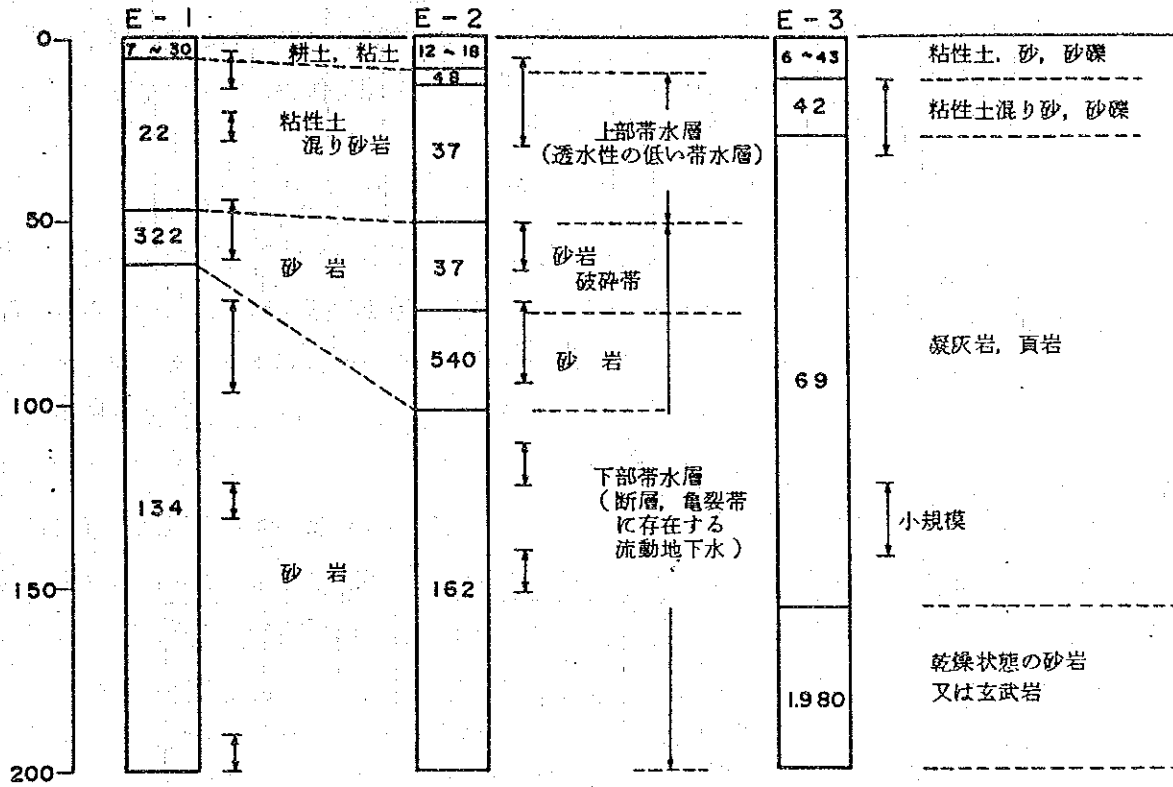 E - 1
E - 2
E - 3
0
50
100
150
200
7 ~ 30
22
322
134
耕土, 粘土
粘性土
混り砂岩
砂 岩
砂 岩
12 ~ 18
48
37
37
540
162
上部帯水層
(透水性の低い帯水層)
砂岩
破砕帯
砂 岩
下部帯水層
(断層, 亀裂帯
に存在する
流動地下水)
6 ~ 43
42
69
1.980
小規模
粘性土, 砂, 砂礫
粘性土混り砂, 砂礫
凝灰岩, 頁岩
乾燥状態の砂岩
又は玄武岩